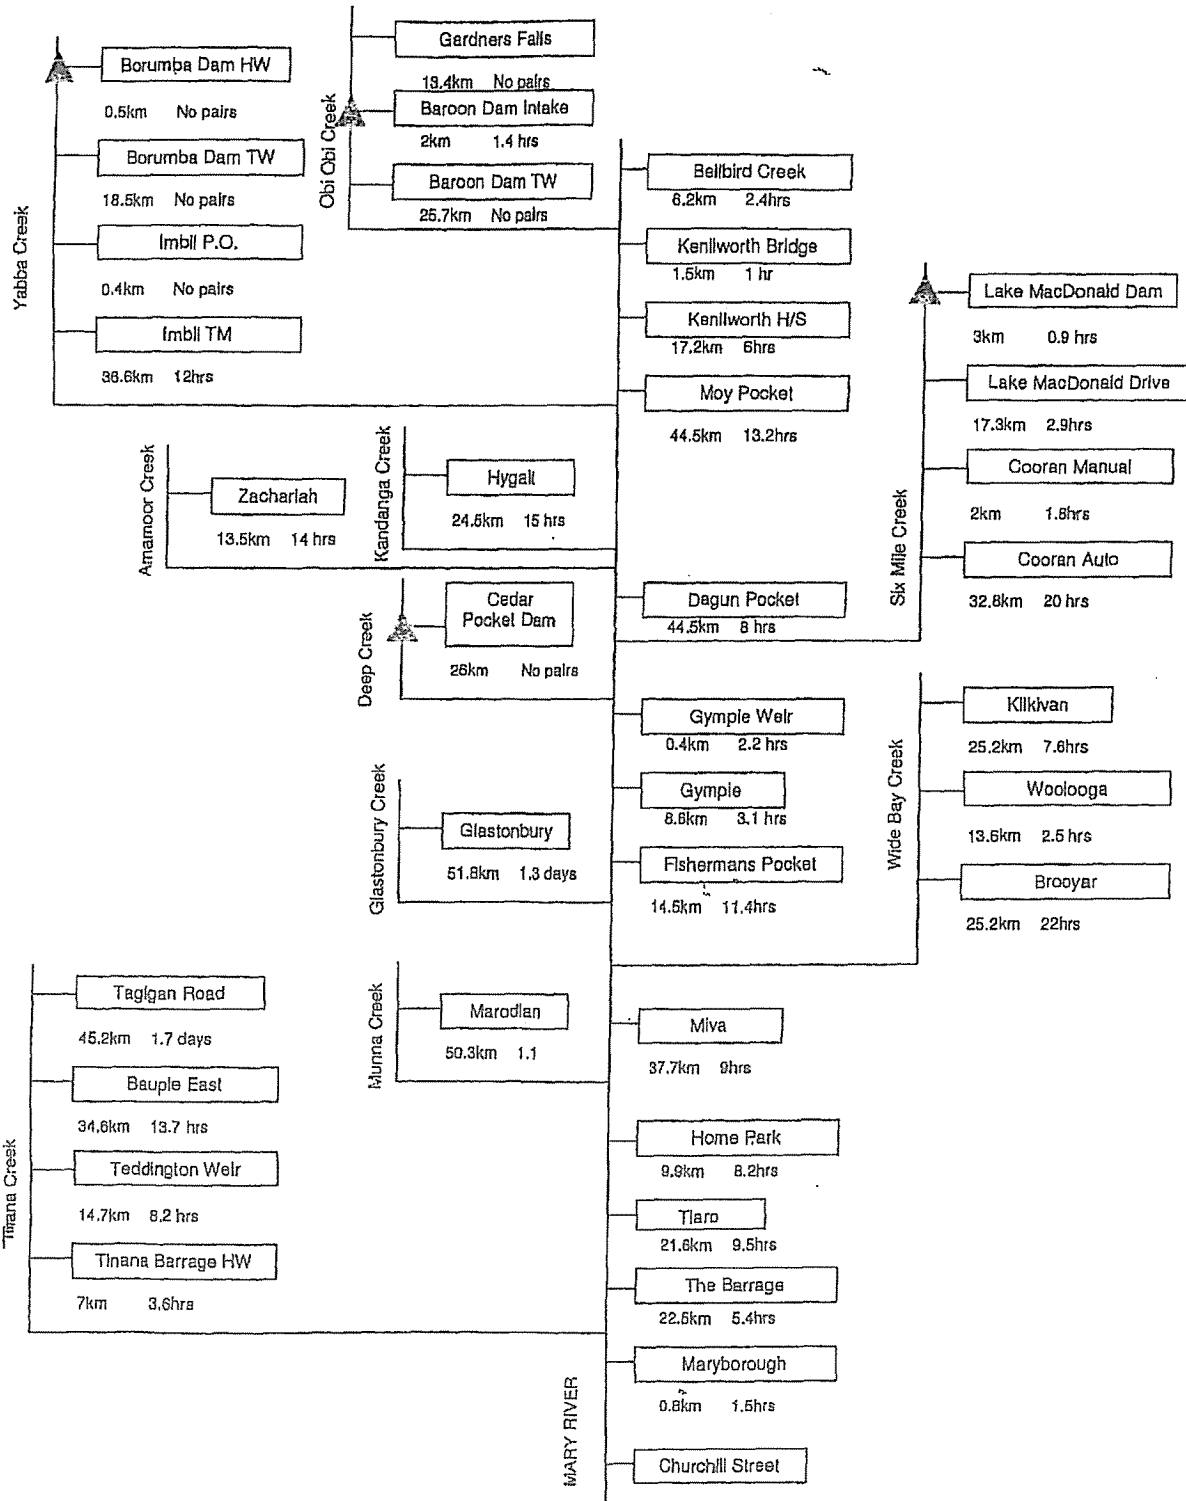 Yabba Creek
Borumba Dam HW
0.5km No pairs
Borumba Dam TW
18.5km No pairs
Imbil P.O.
0.4km No pairs
Imbil TM
36.6km 12hrs
Obi Obi Creek
Gardners Falls
13.4km No pairs
Baroon Dam Intake
2km 1.4 hrs
Baroon Dam TW
25.7km No pairs
Bellbird Creek
6.2km 2.4hrs
Kenilworth Bridge
1.5km 1 hr
Kenilworth H/S
17.2km 6hrs
Moy Pocket
44.5km 13.2hrs
Six Mile Creek
Lake MacDonald Dam
3km 0.9 hrs
Lake MacDonald Drive
17.3km 2.9hrs
Cooran Manual
2km 1.8hrs
Cooran Auto
32.8km 20 hrs
Amamoor Creek
Zachariah
13.5km 14 hrs
Kandanga Creek
Hygait
24.5km 15 hrs
Deep Creek
Cedar
Pocket Dam
26km No pairs
Dagun Pocket
44.5km 8 hrs
Gympie Weir
0.4km 2.2 hrs
Gympie
8.6km 3.1 hrs
Fishermans Pocket
14.5km 11.4hrs
Glastonbury Creek
Glastonbury
51.8km 1.3 days
Wide Bay Creek
Kilkivan
25.2km 7.6hrs
Woolooga
13.6km 2.5 hrs
Brooyar
25.2km 22hrs
Munna Creek
Marodian
50.3km 1.1
Miva
37.7km 9hrs
Home Park
9.9km 8.2hrs
Tiaro
21.6km 9.5hrs
The Barrage
22.5km 5.4hrs
Maryborough
0.8km 1.5hrs
Churchill Street
MARY RIVER
Tinana Creek
Tagigan Road
45.2km 1.7 days
Bauple East
34.6km 13.7 hrs
Teddington Weir
14.7km 8.2 hrs
Tinana Barrage HW
7km 3.6hrs